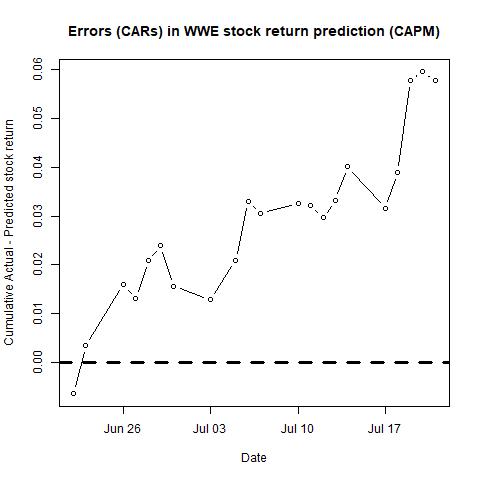 Errors (CARs) in WWE stock return prediction (CAPM)
Cumulative Actual - Predicted stock return
0.06
0.05
0.04
0.03
0.02
0.01
0.00
Jun 26
Jul 03
Jul 10
Jul 17
Date